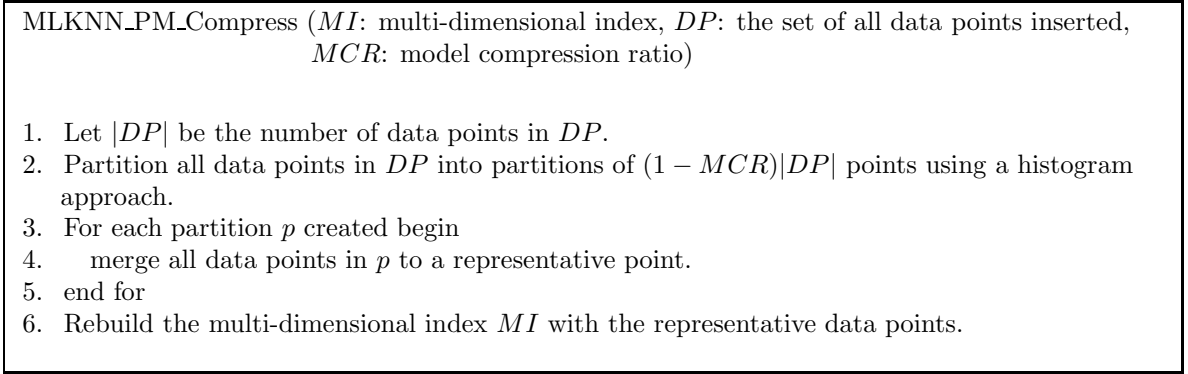 MLKNN_PM_Compress (MI: multi-dimensional index, DP: the set of all data points inserted,
MCR: model compression ratio)
1. Let |DP| be the number of data points in DP.
2. Partition all data points in DP into partitions of (1 − MCR)|DP| points using a histogram
approach.
3. For each partition p created begin
4. merge all data points in p to a representative point.
5. end for
6. Rebuild the multi-dimensional index MI with the representative data points.